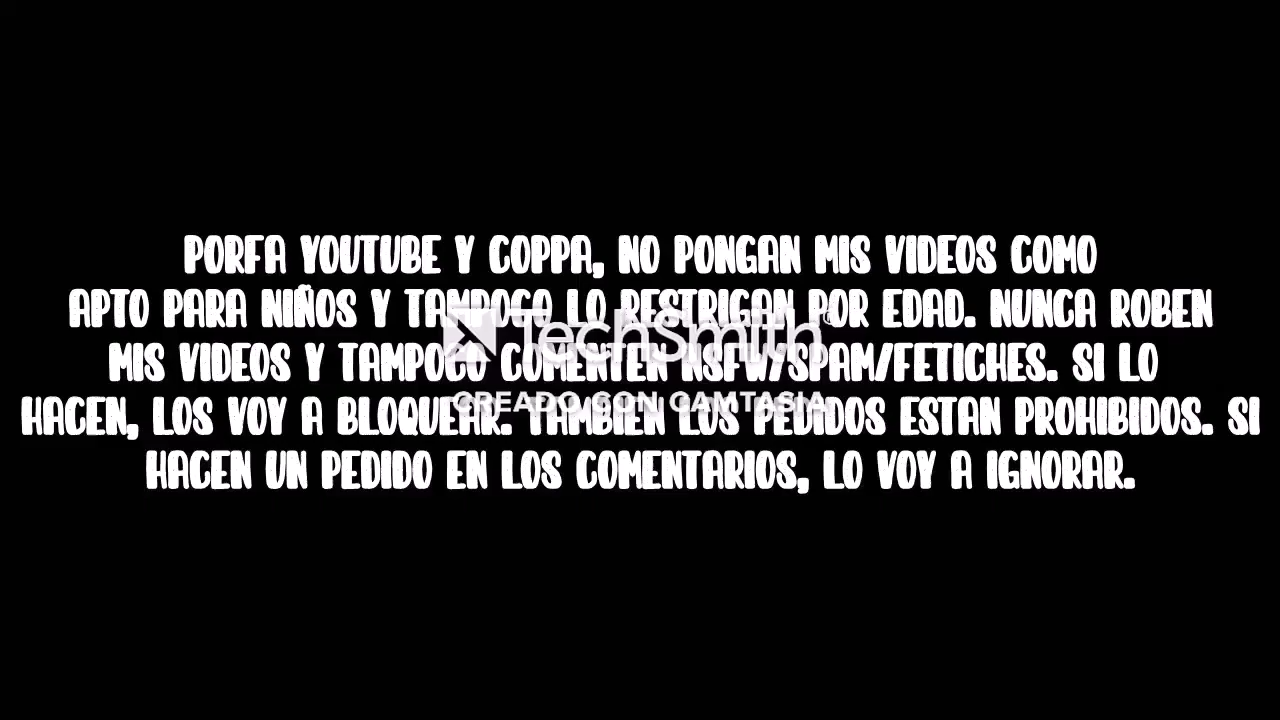 PORFA YOUTUBE Y COPPA, NO PONGAN MIS VIDEOS COMO
APTO PARA NIÑOS Y TAMPOCO LO RESTRIGAN POR EDAD. NUNCA ROBEN
MIS VIDEOS Y TAMPOCO COMENTEN NSFW/SPAM/FETICHES. SI LO
HACEN, LOS VOY A BLOQUEAR. TAMBIEN LOS PEDIDOS ESTAN PROHIBIDOS. SI
HACEN UN PEDIDO EN LOS COMENTARIOS, LO VOY A IGNORAR.
TechSmith®
CREADO CON CAMTASIA